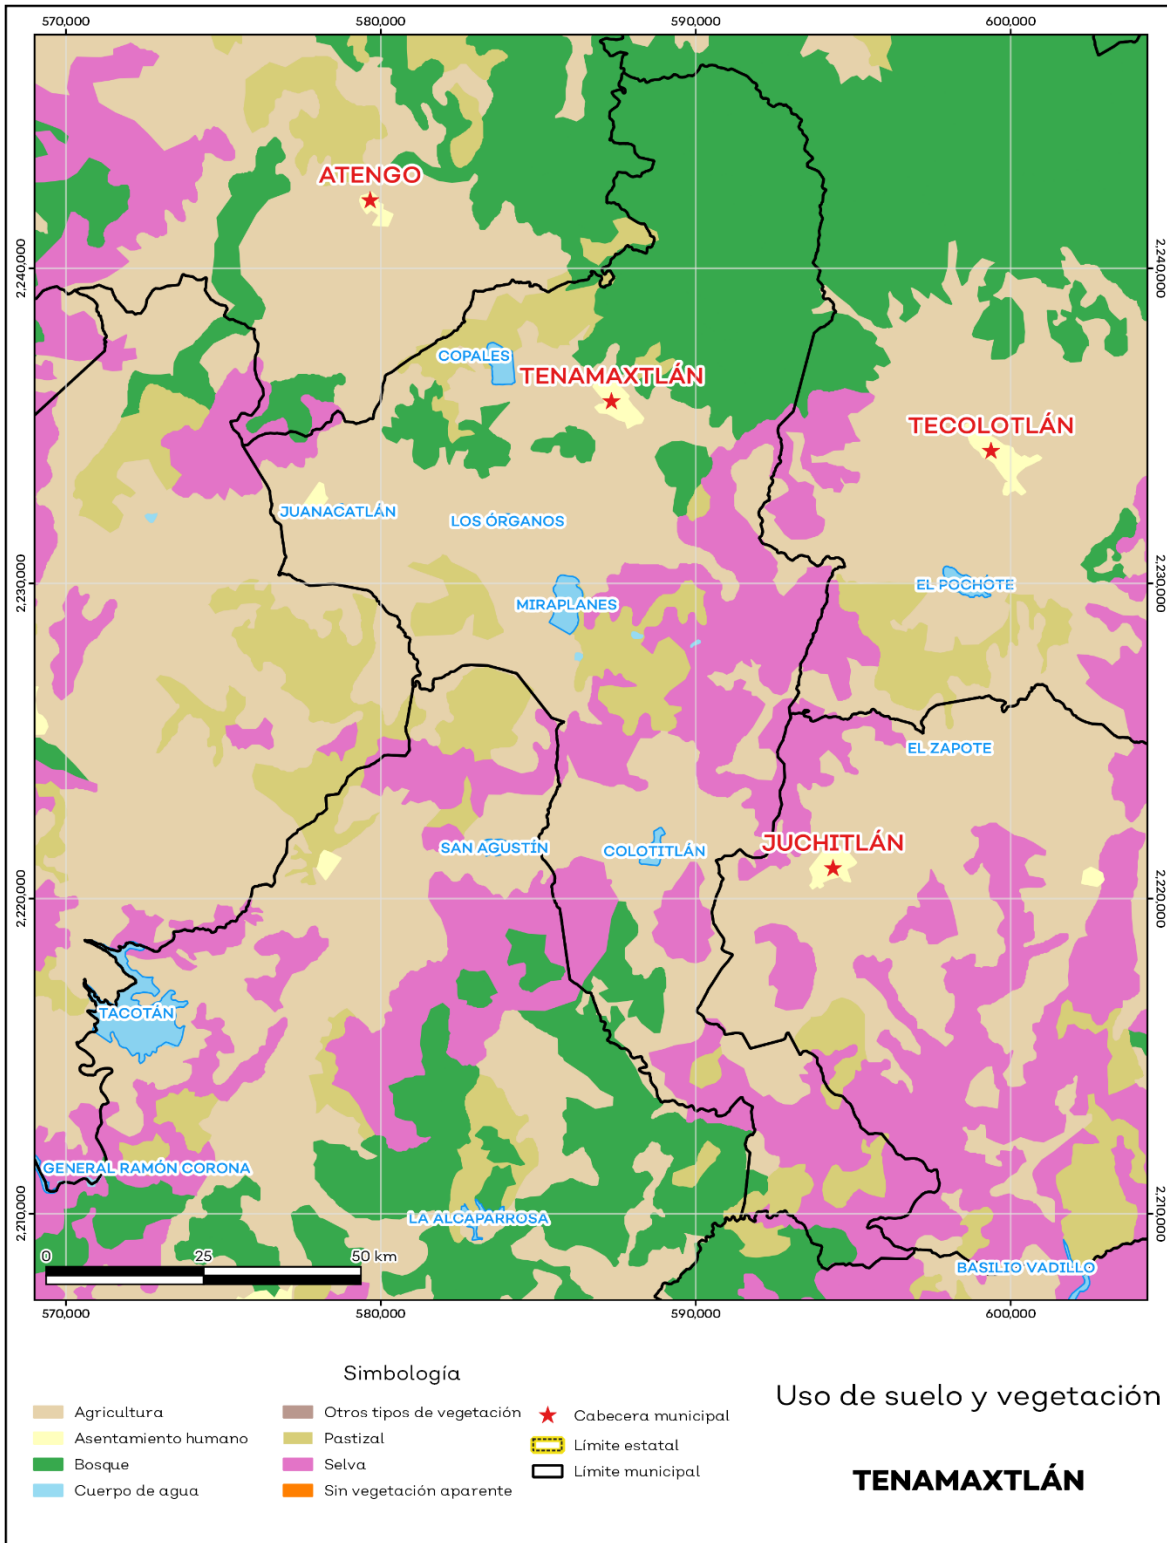 570,000 580,000 590,000 600,000
ATENGO
2,240,000 2,240,000
COPALES
TENAMAXTLÁN
TECOLOTLÁN
JUANACATLÁN
LOS ÓRGANOS
2,230,000 2,230,000
EL POCHOTE
MIRAPLANES
EL ZAPOTE
JUCHITLÁN
SAN AGUSTÍN
COLOTITLÁN
2,220,000 2,220,000
TACOTÁN
GENERAL RAMÓN CORONA
2,210,000 2,210,000
LA ALCAPARROSA
0 25 50 km
BASILIO VADILLO
570,000 580,000 590,000 600,000
Simbología
Agricultura
Asentamiento humano
Bosque
Cuerpo de agua
Otros tipos de vegetación
Pastizal
Selva
Sin vegetación aparente
Cabecera municipal
Límite estatal
Límite municipal
Uso de suelo y vegetación
TENAMAXTLÁN